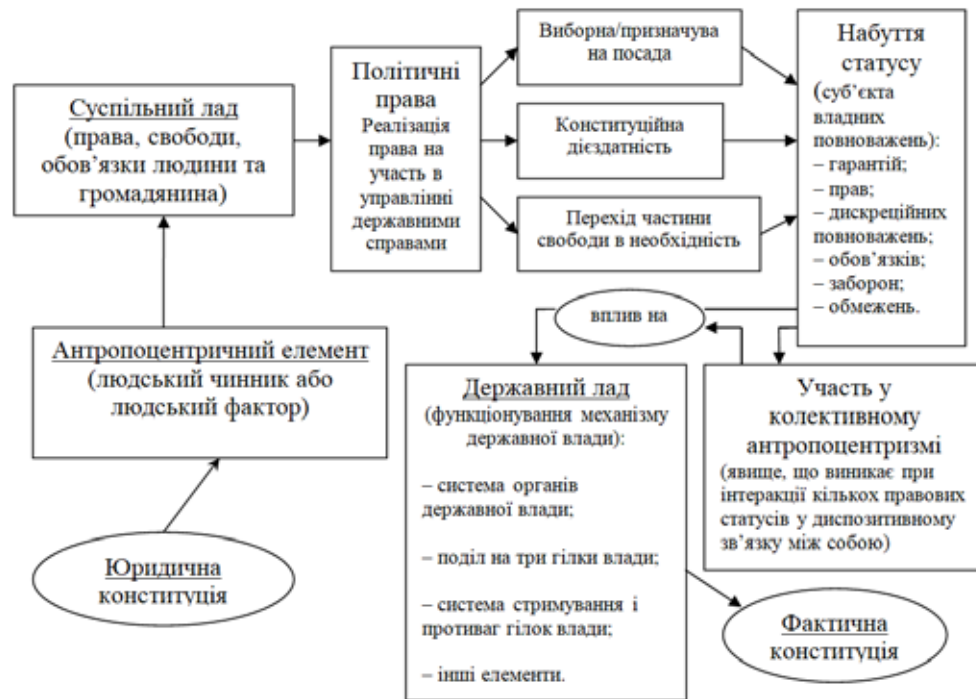 Суспільний лад
(права, свободи,
обов’язки людини та
громадянина)
Політичні
права
Реалізація
права на
участь в
управлінні
державними
справами
Виборна/призначува
на посада
Конституційна
дієздатність
Перехід частини
свободи в необхідність
Набуття
статусу
(суб’єкта
владних
повноважень):
– гарантій;
– прав;
– дискреційних
повноважень;
– обов’язків;
– заборон;
– обмежень.
вплив на
Антропоцентричний елемент
(людський чинник або
людський фактор)
Державний лад
(функціонування механізму
державної влади):
– система органів
державної влади;
– поділ на три гілки влади;
– система стримування і
противаг гілок влади;
– інші елементи.
Участь у
колективному
антропоцентризмі
(явище, що виникає при
інтеракції кількох правових
статусів у диспозитивному
зв’язку між собою)
Юридична
конституція
Фактична
конституція